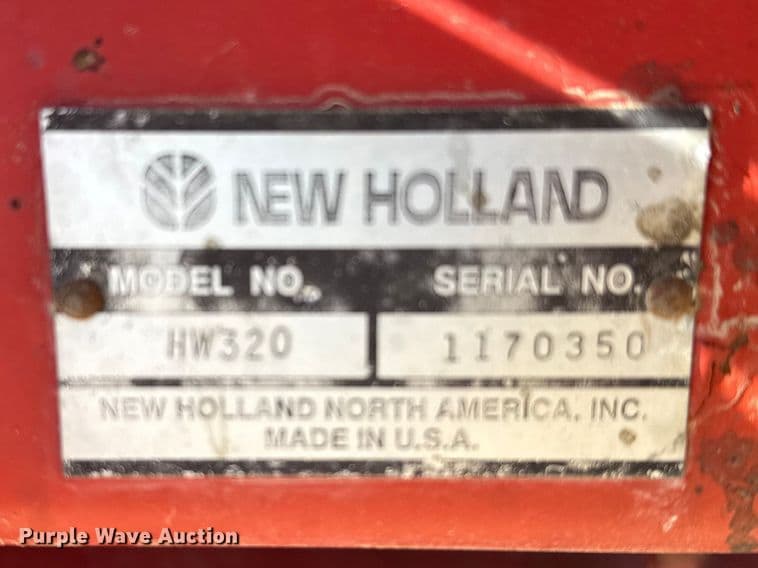 NEW HOLLAND
MODEL NO. SERIAL NO.
HW320 1170350
NEW HOLLAND NORTH AMERICA, INC.
MADE IN U.S.A.
Purple Wave Auction